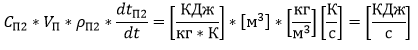 C_П2 * V_П * ρ_П2 * dt_П2/dt = [КДж/кг * К] * [м³] * [кг/м³] [К/с] = [КДж/с]